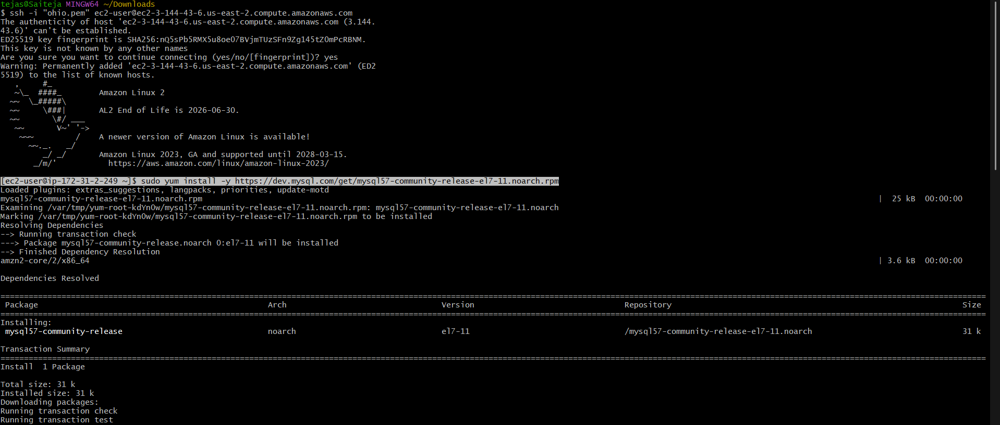 tejas@Saiteja MINGW64 ~/Downloads
$ ssh -i "ohio.pem" ec2-user@ec2-3-144-43-6.us-east-2.compute.amazonaws.com
The authenticity of host 'ec2-3-144-43-6.us-east-2.compute.amazonaws.com (3.144.
43.6)' can't be established.
ED25519 key fingerprint is SHA256:nQ5sPb5RMX5u8oeO7BVjmTUzSFn9Zg145tZ0mPcRBNM.
This key is not known by any other names
Are you sure you want to continue connecting (yes/no/[fingerprint])? yes
Warning: Permanently added 'ec2-3-144-43-6.us-east-2.compute.amazonaws.com' (ED2
5519) to the list of known hosts.
   ,     #_
   ~\_  ####_        Amazon Linux 2
  ~~  \_#####\
  ~~     \###|       AL2 End of Life is 2026-06-30.
  ~~       \#/ ___
   ~~       V~' '->
    ~~~         /    A newer version of Amazon Linux is available!
      ~~._.   _/
         _/ _/       Amazon Linux 2023, GA and supported until 2028-03-15.
       _/m/'           https://aws.amazon.com/linux/amazon-linux-2023/
[ec2-user@ip-172-31-2-249 ~]$ sudo yum install -y https://dev.mysql.com/get/mysql57-community-release-el7-11.noarch.rpm
Loaded plugins: extras_suggestions, langpacks, priorities, update-motd
mysql57-community-release-el7-11.noarch.rpm | 25 kB 00:00:00
Examining /var/tmp/yum-root-kdYnOw/mysql57-community-release-el7-11.noarch.rpm: mysql57-community-release-el7-11.noarch
Marking /var/tmp/yum-root-kdYnOw/mysql57-community-release-el7-11.noarch.rpm to be installed
Resolving Dependencies
--> Running transaction check
---> Package mysql57-community-release.noarch 0:el7-11 will be installed
--> Finished Dependency Resolution
amzn2-core/2/x86_64 | 3.6 kB 00:00:00
Dependencies Resolved
Package Arch Version Repository Size
Installing:
mysql57-community-release noarch el7-11 /mysql57-community-release-el7-11.noarch 31 k
Transaction Summary
Install  1 Package
Total size: 31 k
Installed size: 31 k
Downloading packages:
Running transaction check
Running transaction test